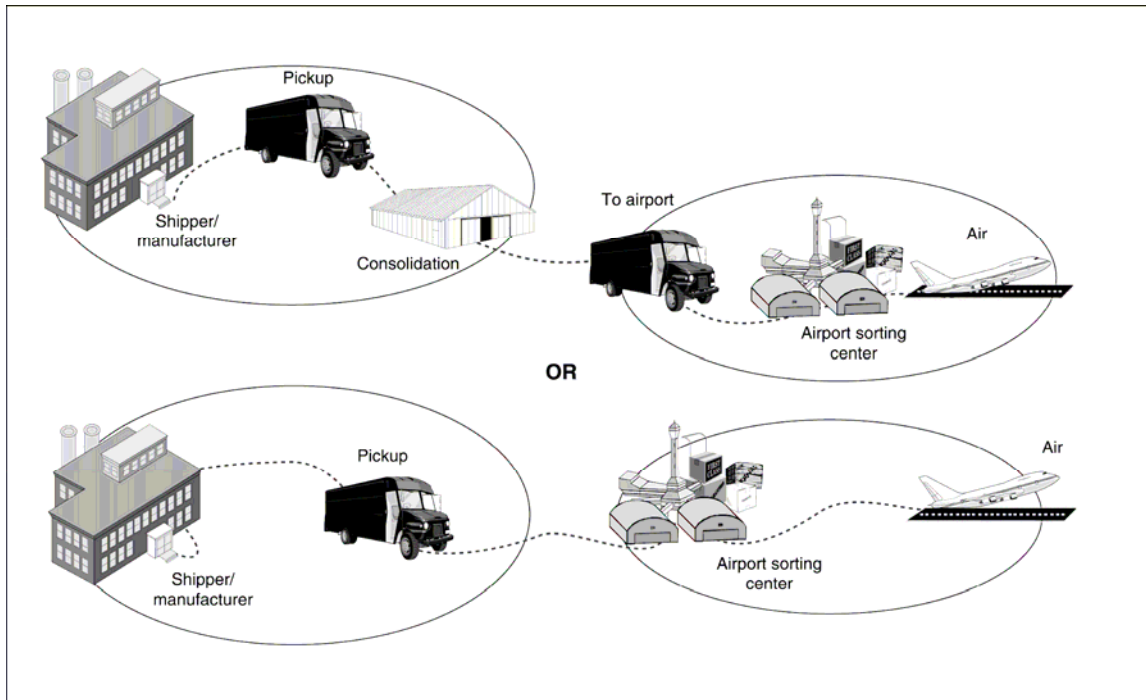 Pickup
Shipper/
manufacturer
Consolidation
To airport
Air
Airport sorting
center
OR
Pickup
Shipper/
manufacturer
Air
Airport sorting
center